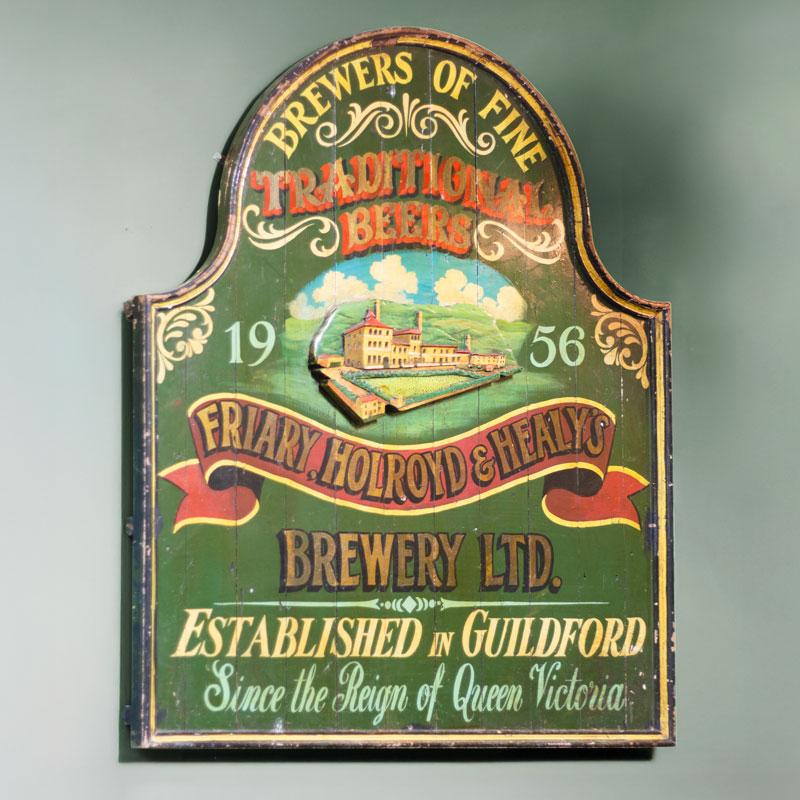 BREWERS OF FINE
TRADITIONAL
BEERS
19 56
FRIARY, HOLROYD & HEALY'S
BREWERY LTD.
ESTABLISHED IN GUILDFORD
Since the Reign of Queen Victoria